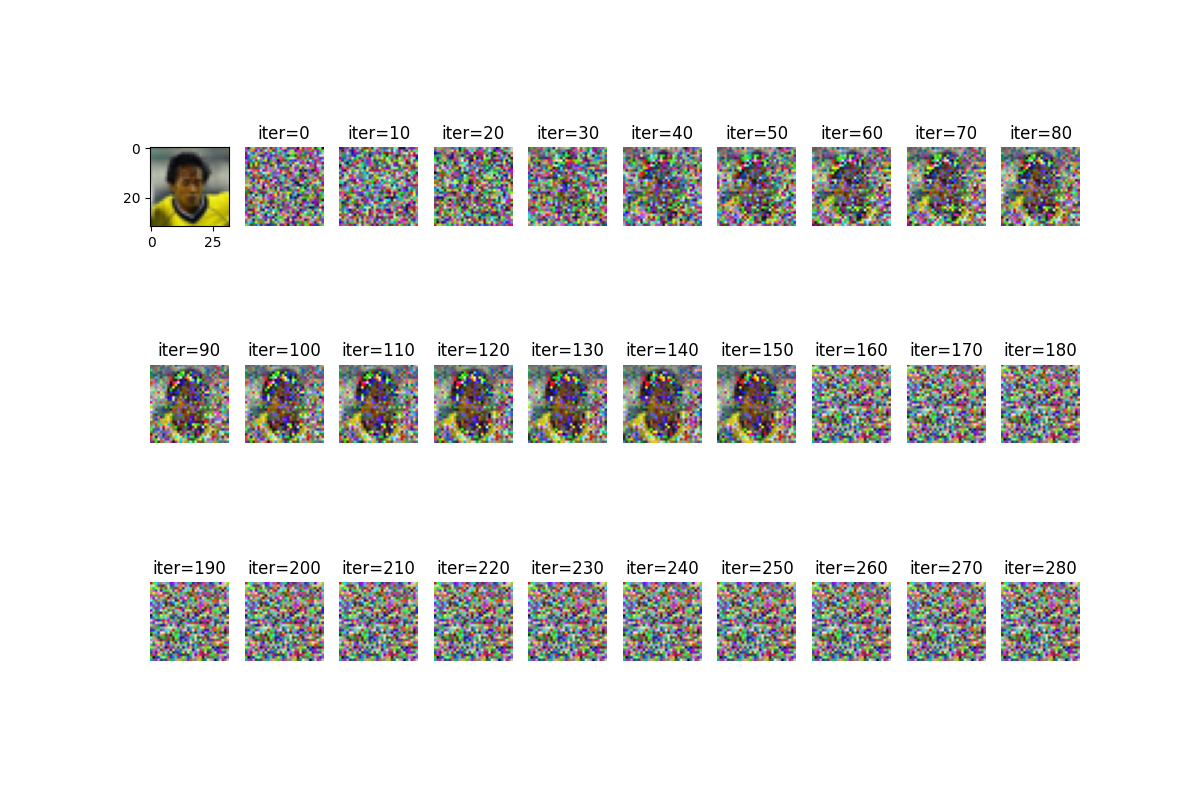 iter=0 iter=10 iter=20 iter=30 iter=40 iter=50 iter=60 iter=70 iter=80
0
20
0 25
iter=90 iter=100 iter=110 iter=120 iter=130 iter=140 iter=150 iter=160 iter=170 iter=180
iter=190 iter=200 iter=210 iter=220 iter=230 iter=240 iter=250 iter=260 iter=270 iter=280